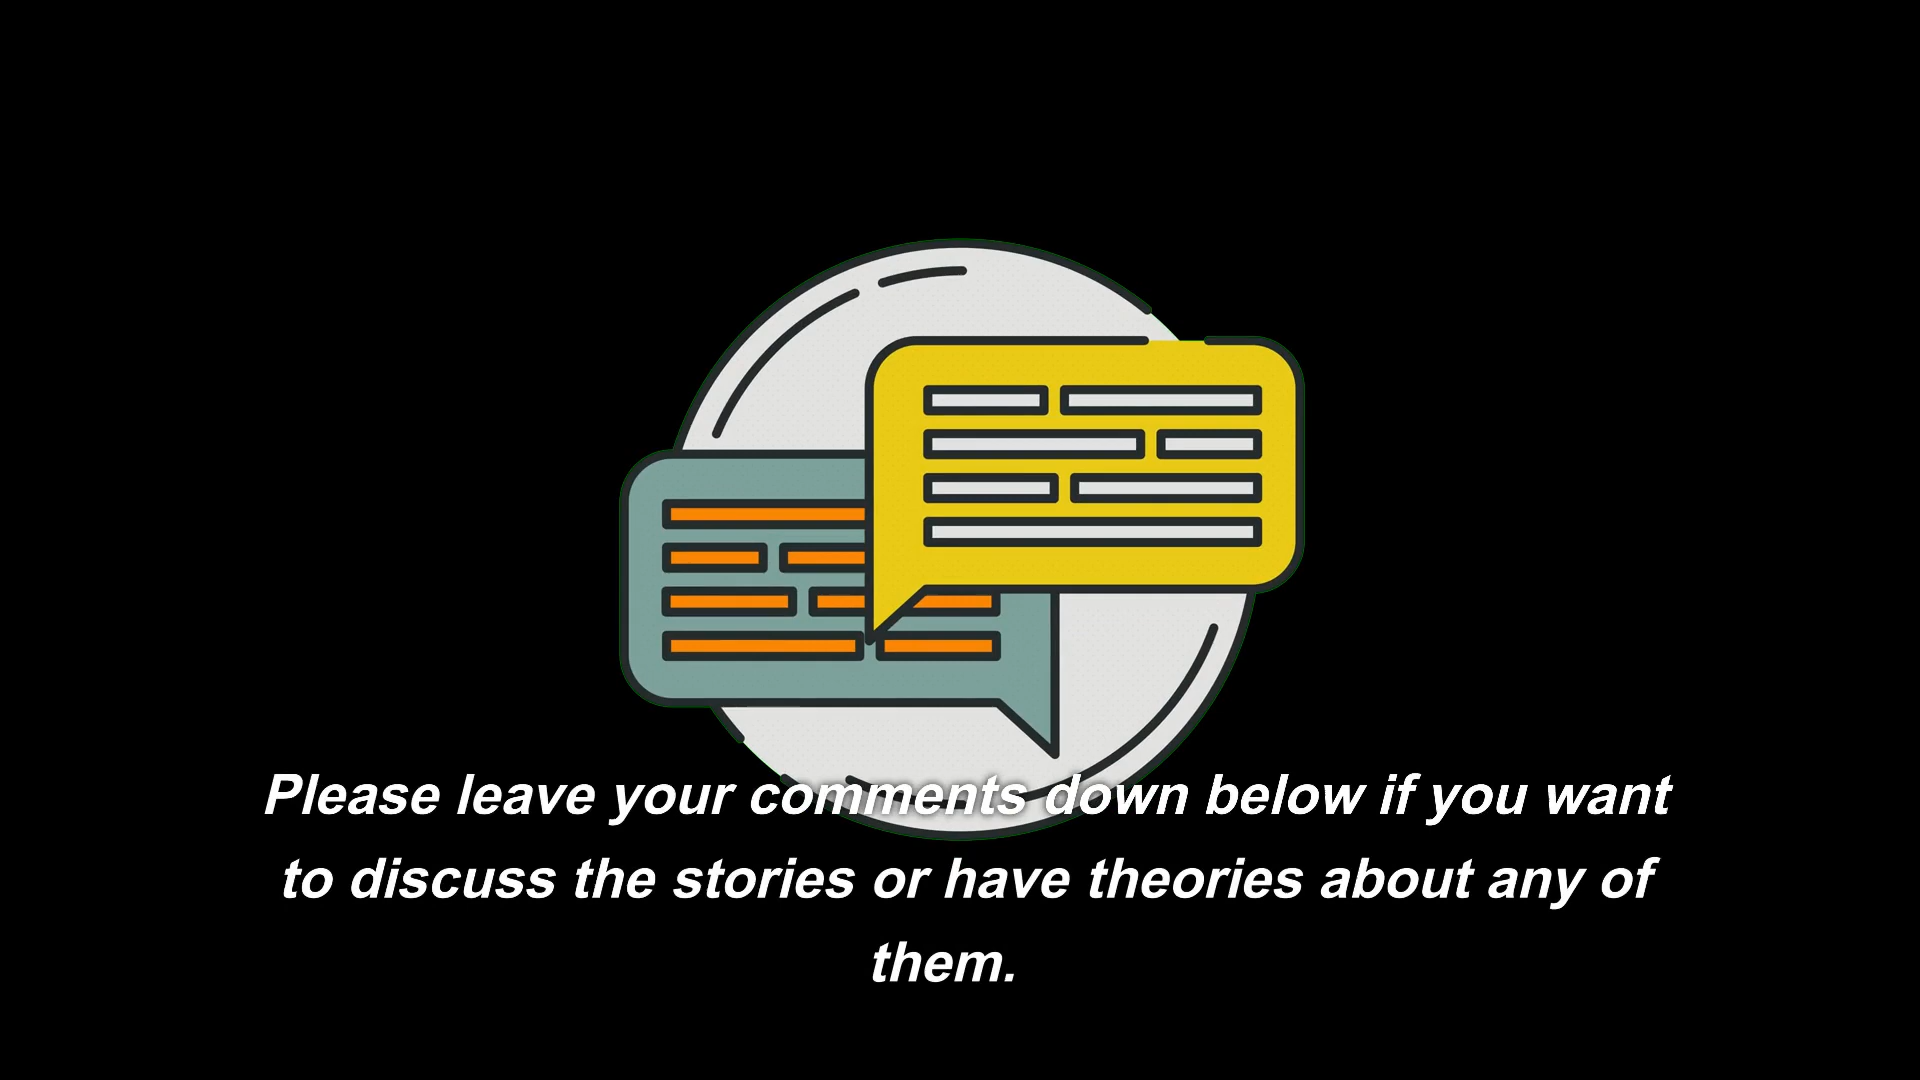 Please leave your comments down below if you want
to discuss the stories or have theories about any of
them.